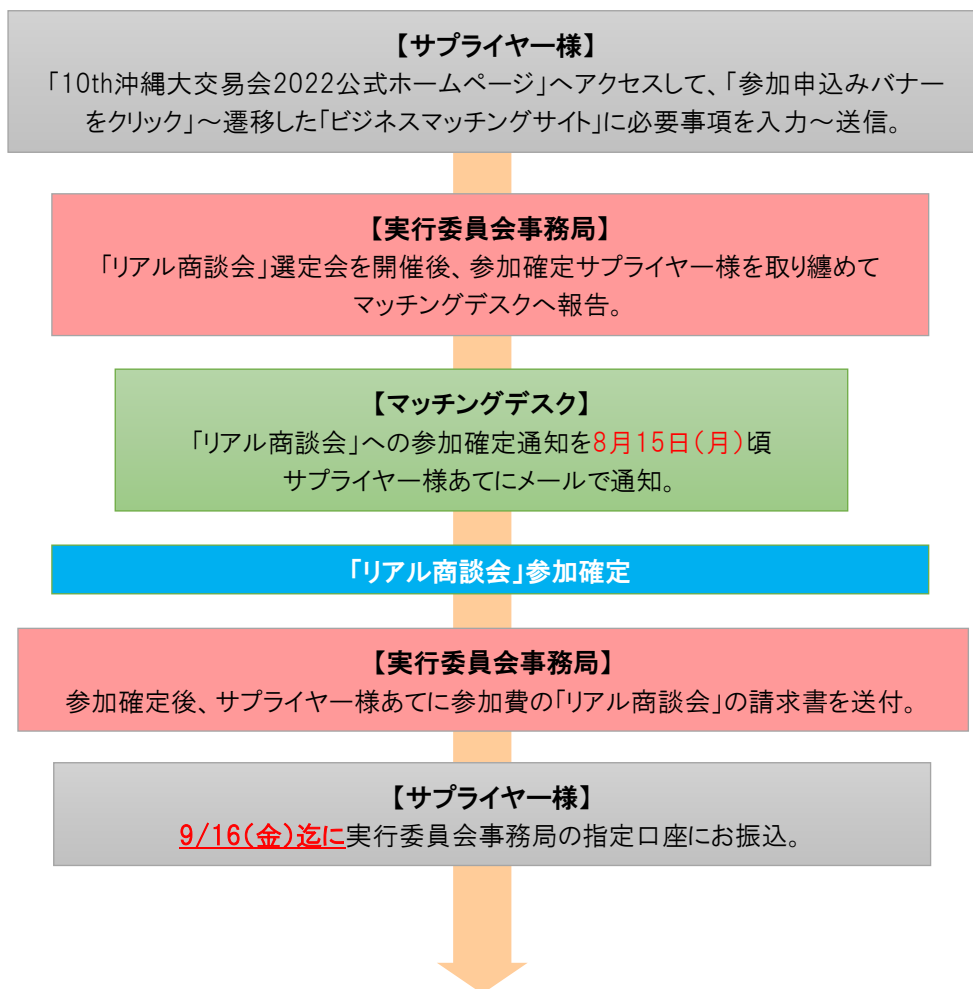 【サプライヤー様】
「10th沖縄大交易会2022公式ホームページ」へアクセスして、「参加申込みバナー
をクリック」～遷移した「ビジネスマッチングサイト」に必要事項を入力～送信。
【実行委員会事務局】
「リアル商談会」選定会を開催後、参加確定サプライヤー様を取り纏めて
マッチングデスクへ報告。
【マッチングデスク】
「リアル商談会」への参加確定通知を8月15日(月)頃
サプライヤー様あてにメールで通知。
「リアル商談会」参加確定
【実行委員会事務局】
参加確定後、サプライヤー様あてに参加費の「リアル商談会」の請求書を送付。
【サプライヤー様】
9/16(金)迄に実行委員会事務局の指定口座にお振込。